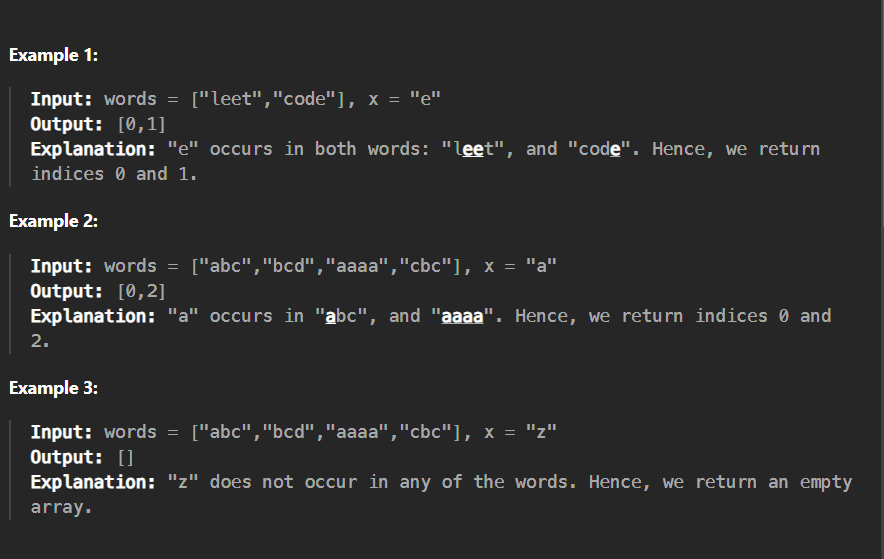 Example 1:
Input: words = ["leet","code"], x = "e"
Output: [0,1]
Explanation: "e" occurs in both words: "leet", and "code". Hence, we return
indices 0 and 1.
Example 2:
Input: words = ["abc","bcd","aaaa","cbc"], x = "a"
Output: [0,2]
Explanation: "a" occurs in "abc", and "aaaa". Hence, we return indices 0 and
2.
Example 3:
Input: words = ["abc","bcd","aaaa","cbc"], x = "z"
Output: []
Explanation: "z" does not occur in any of the words. Hence, we return an empty
array.